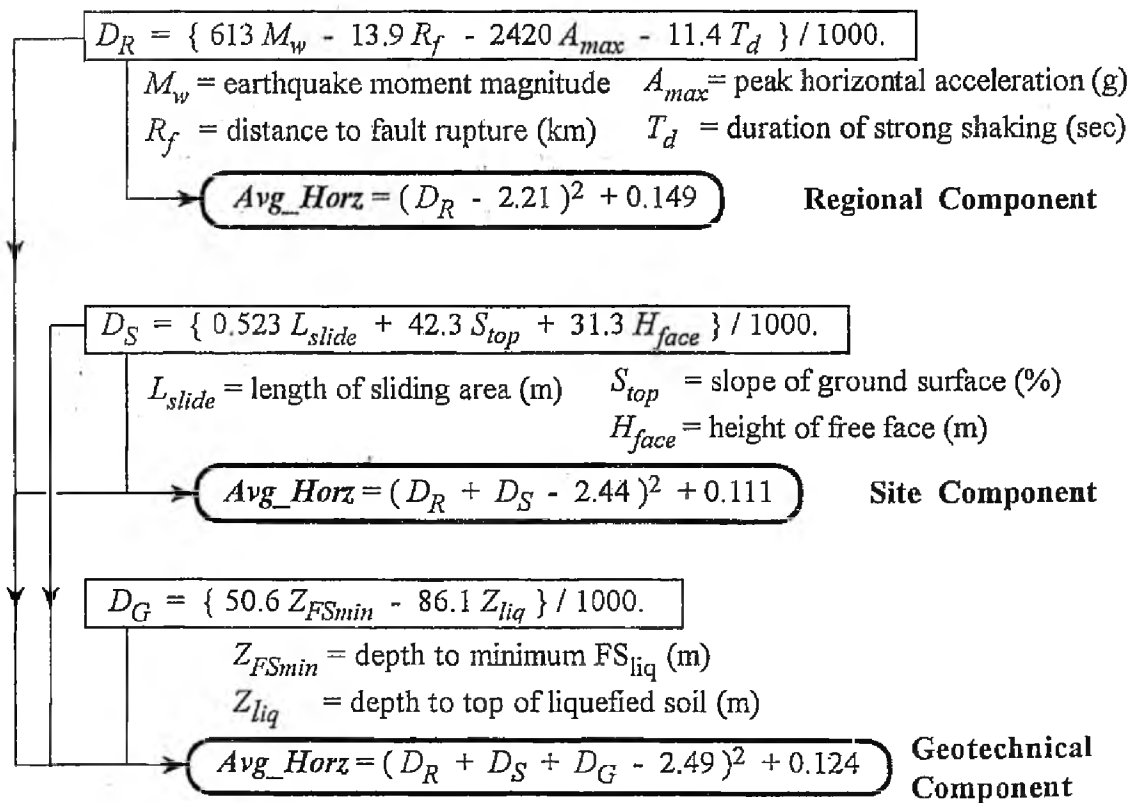 D_R = { 613 M_w - 13.9 R_f - 2420 A_max - 11.4 T_d } / 1000.
M_w = earthquake moment magnitude A_max = peak horizontal acceleration (g)
R_f = distance to fault rupture (km) T_d = duration of strong shaking (sec)
Avg_Horz = ( D_R - 2.21 )² + 0.149 Regional Component
D_S = { 0.523 L_slide + 42.3 S_top + 31.3 H_face } / 1000.
L_slide = length of sliding area (m) S_top = slope of ground surface (%)
H_face = height of free face (m)
Avg_Horz = ( D_R + D_S - 2.44 )² + 0.111 Site Component
D_G = { 50.6 Z_FSmin - 86.1 Z_liq } / 1000.
Z_FSmin = depth to minimum FS_liq (m)
Z_liq = depth to top of liquefied soil (m)
Avg_Horz = ( D_R + D_S + D_G - 2.49 )² + 0.124 Geotechnical
Component